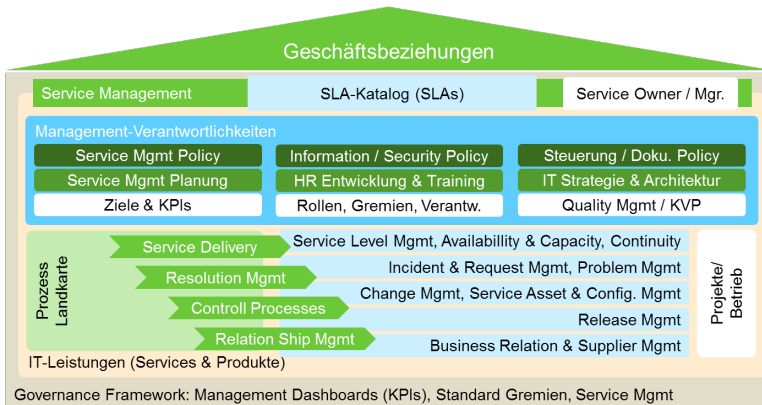 Geschäftsbeziehungen
Service Management
SLA-Katalog (SLAs)
Service Owner / Mgr.
Management-Verantwortlichkeiten
Service Mgmt Policy
Information / Security Policy
Steuerung / Doku. Policy
Service Mgmt Planung
HR Entwicklung & Training
IT Strategie & Architektur
Ziele & KPIs
Rollen, Gremien, Verantw.
Quality Mgmt / KVP
Prozess
Landkarte
Service Delivery
Service Level Mgmt, Availabillity & Capacity, Continuity
Resolution Mgmt
Incident & Request Mgmt, Problem Mgmt
Controll Processes
Change Mgmt, Service Asset & Config. Mgmt
Release Mgmt
Relation Ship Mgmt
Business Relation & Supplier Mgmt
Projekte/
Betrieb
IT-Leistungen (Services & Produkte)
Governance Framework: Management Dashboards (KPIs), Standard Gremien, Service Mgmt